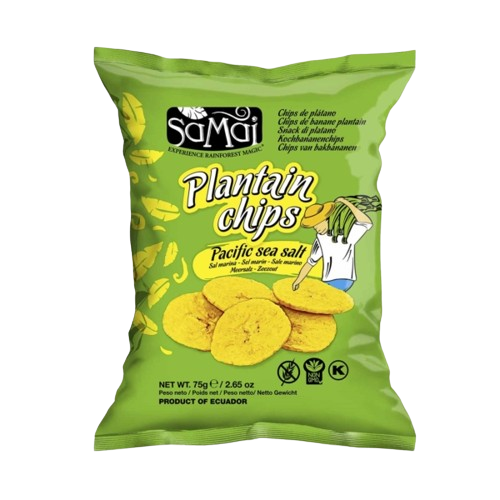 SaMai
EXPERIENCE RAINFOREST MAGIC
Chips de plátano
Chips de banane plantain
Snack di platano
Kochbananenchips
Chips van bakbananen
Plantain
chips
Pacific sea salt
Sal marina - Sel marin - Sale marino
Meersalz - Zeezout
NET WT. 75g ℮ / 2.65 oz
Peso neto / Poids net / Peso netto / Netto Gewicht
PRODUCT OF ECUADOR
NON
GMO
K